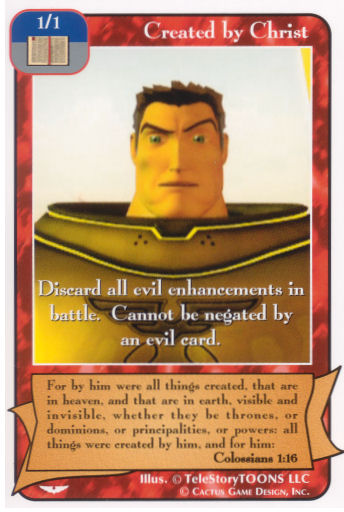 1/1
Created by Christ
Discard all evil enhancements in
battle. Cannot be negated by
an evil card.
For by him were all things created, that are
in heaven, and that are in earth, visible and
invisible, whether they be thrones, or
dominions, or principalities, or powers: all
things were created by him, and for him:
Colossians 1:16
Illus. © TeleStoryTOONS LLC
© Cactus Game Design, Inc.